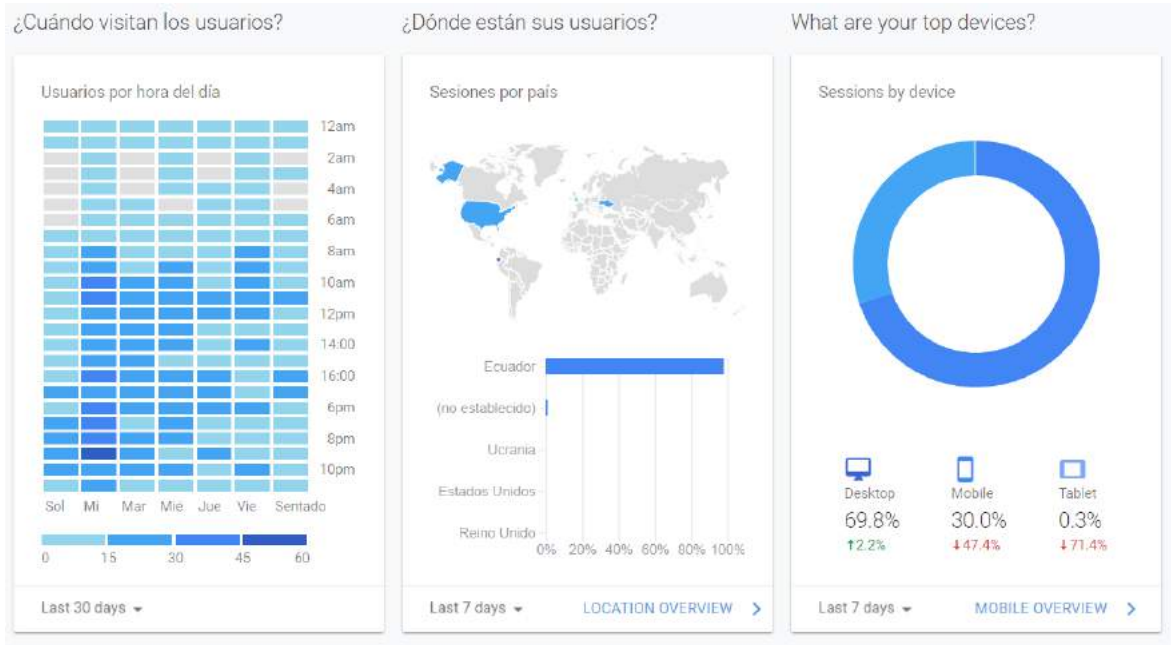 ¿Cuándo visitan los usuarios?
Usuarios por hora del día
12am
2am
4am
6am
8am
10am
12pm
14:00
16:00
6pm
8pm
10pm
Sol Mi Mar Mie Jue Vie Sentado
0 15 30 45 60
Last 30 days
¿Dónde están sus usuarios?
Sesiones por país
Ecuador
(no establecido)
Ucrania
Estados Unidos
Reino Unido
0% 20% 40% 60% 80% 100%
Last 7 days LOCATION OVERVIEW
What are your top devices?
Sessions by device
Desktop Mobile Tablet
69.8% 30.0% 0.3%
↑2.2% ↓47.4% ↓71.4%
Last 7 days MOBILE OVERVIEW